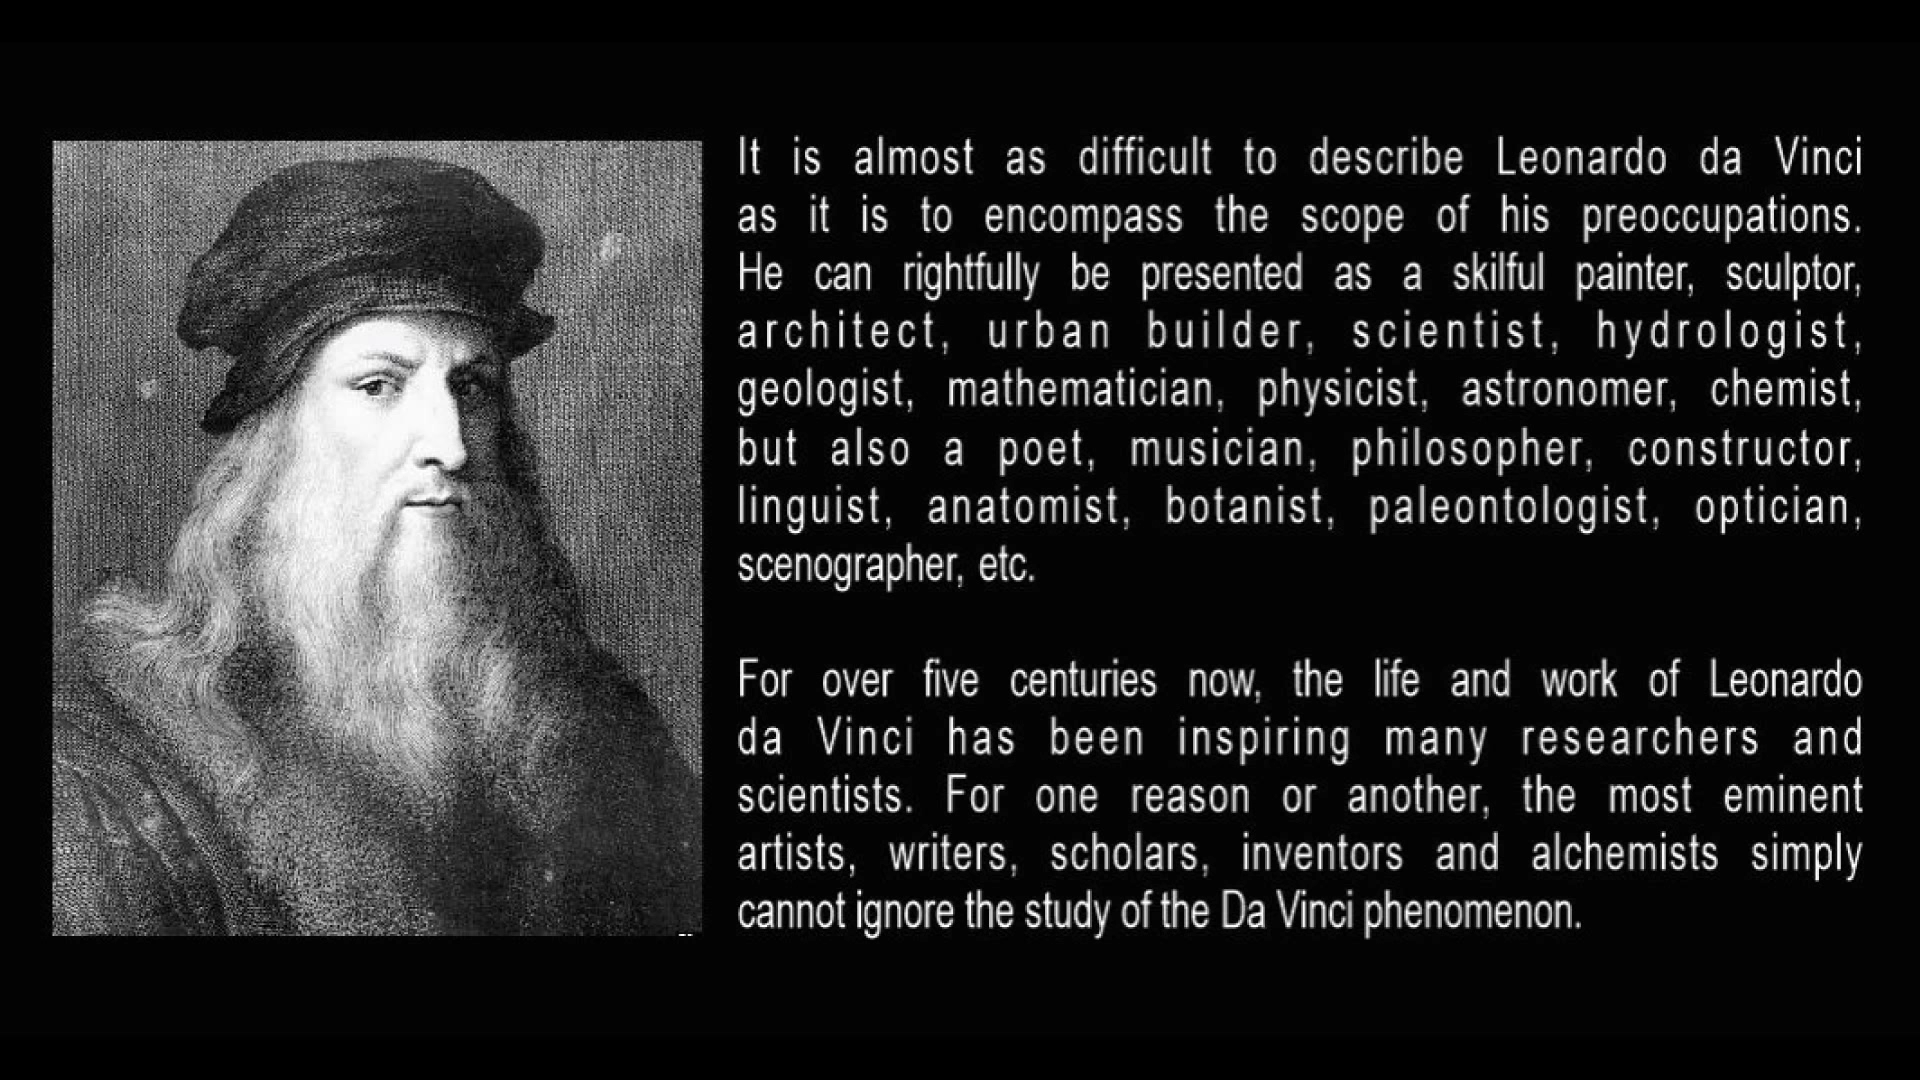 It is almost as difficult to describe Leonardo da Vinci
as it is to encompass the scope of his preoccupations.
He can rightfully be presented as a skilful painter, sculptor,
architect, urban builder, scientist, hydrologist,
geologist, mathematician, physicist, astronomer, chemist,
but also a poet, musician, philosopher, constructor,
linguist, anatomist, botanist, paleontologist, optician,
scenographer, etc.
For over five centuries now, the life and work of Leonardo
da Vinci has been inspiring many researchers and
scientists. For one reason or another, the most eminent
artists, writers, scholars, inventors and alchemists simply
cannot ignore the study of the Da Vinci phenomenon.